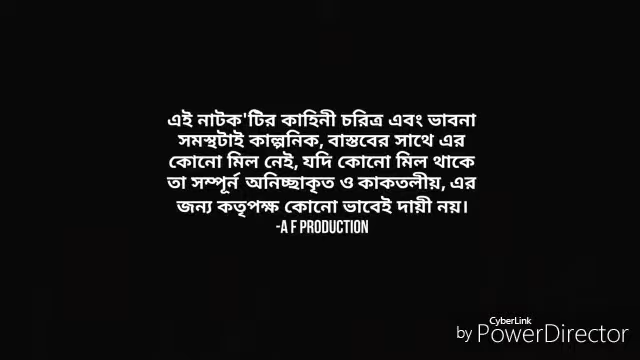 এই নাটক'টির কাহিনী চরিত্র এবং ভাবনা
সমস্থটাই কাল্পনিক, বাস্তবের সাথে এর
কোনো মিল নেই, যদি কোনো মিল থাকে
তা সম্পূর্ন অনিচ্ছাকৃত ও কাকতলীয়, এর
জন্য কতৃপক্ষ কোনো ভাবেই দায়ী নয়।
-A F PRODUCTION
CyberLink
by PowerDirector